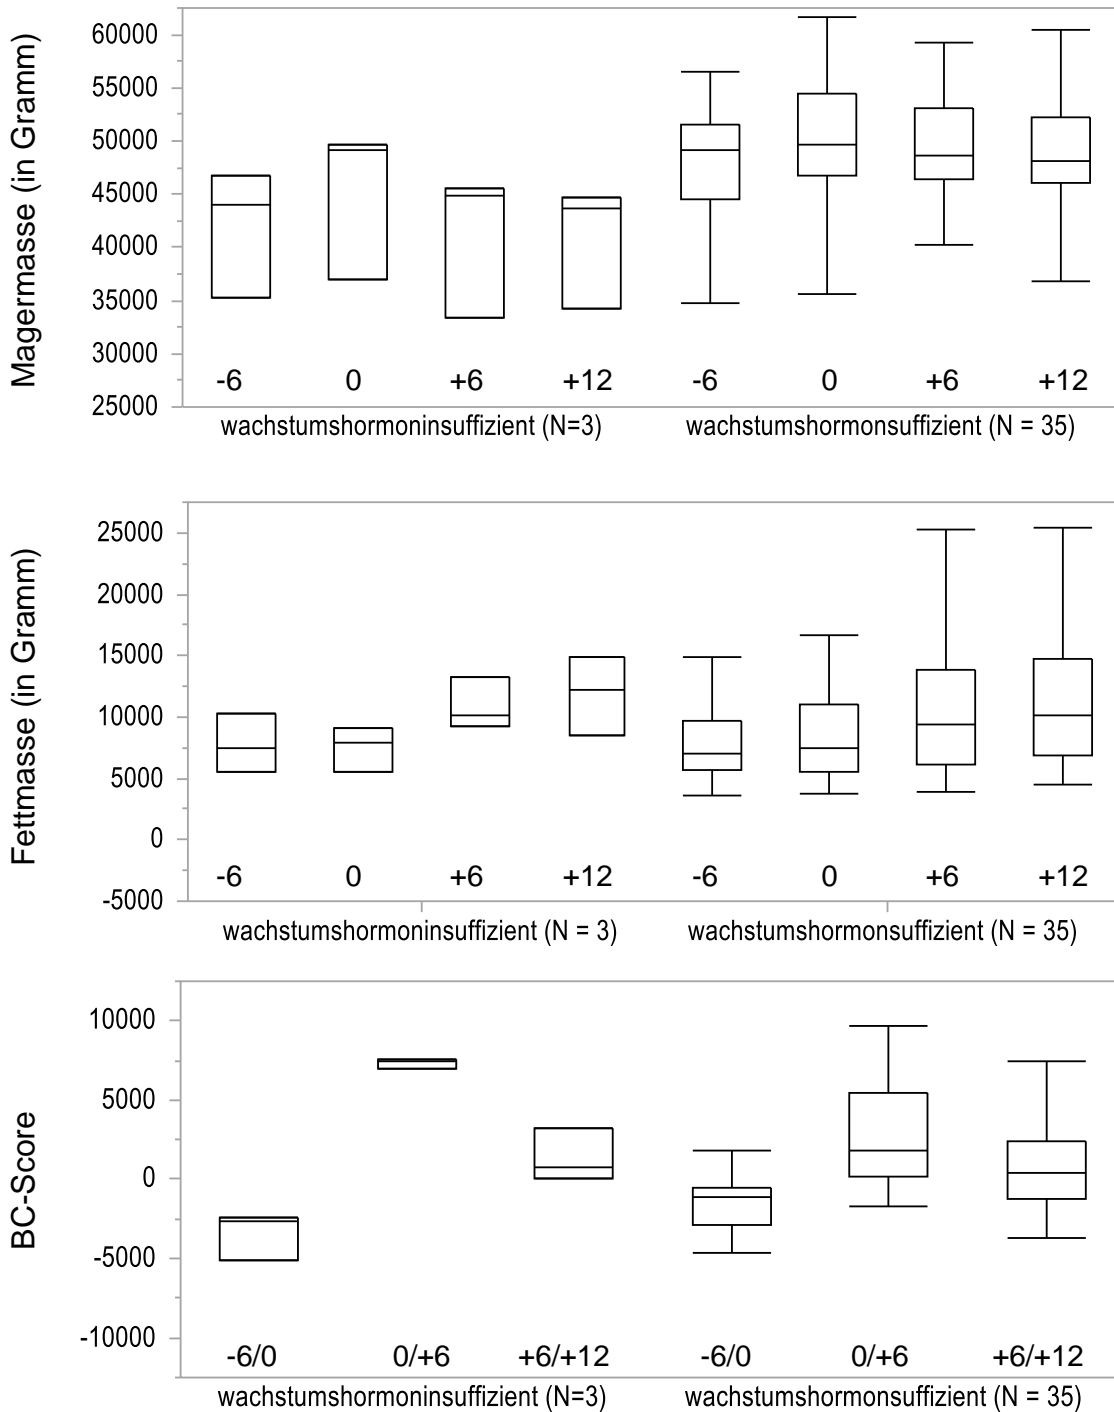 Magermasse (in Gramm)
60000
55000
50000
45000
40000
35000
30000
25000
-6 0 +6 +12 -6 0 +6 +12
wachstumshormoninsuffizient (N=3) wachstumshormonsuffizient (N = 35)
Fettmasse (in Gramm)
25000
20000
15000
10000
5000
0
-5000
-6 0 +6 +12 -6 0 +6 +12
wachstumshormoninsuffizient (N = 3) wachstumshormonsuffizient (N = 35)
BC-Score
10000
5000
0
-5000
-10000
-6/0 0/+6 +6/+12 -6/0 0/+6 +6/+12
wachstumshormoninsuffizient (N=3) wachstumshormonsuffizient (N = 35)